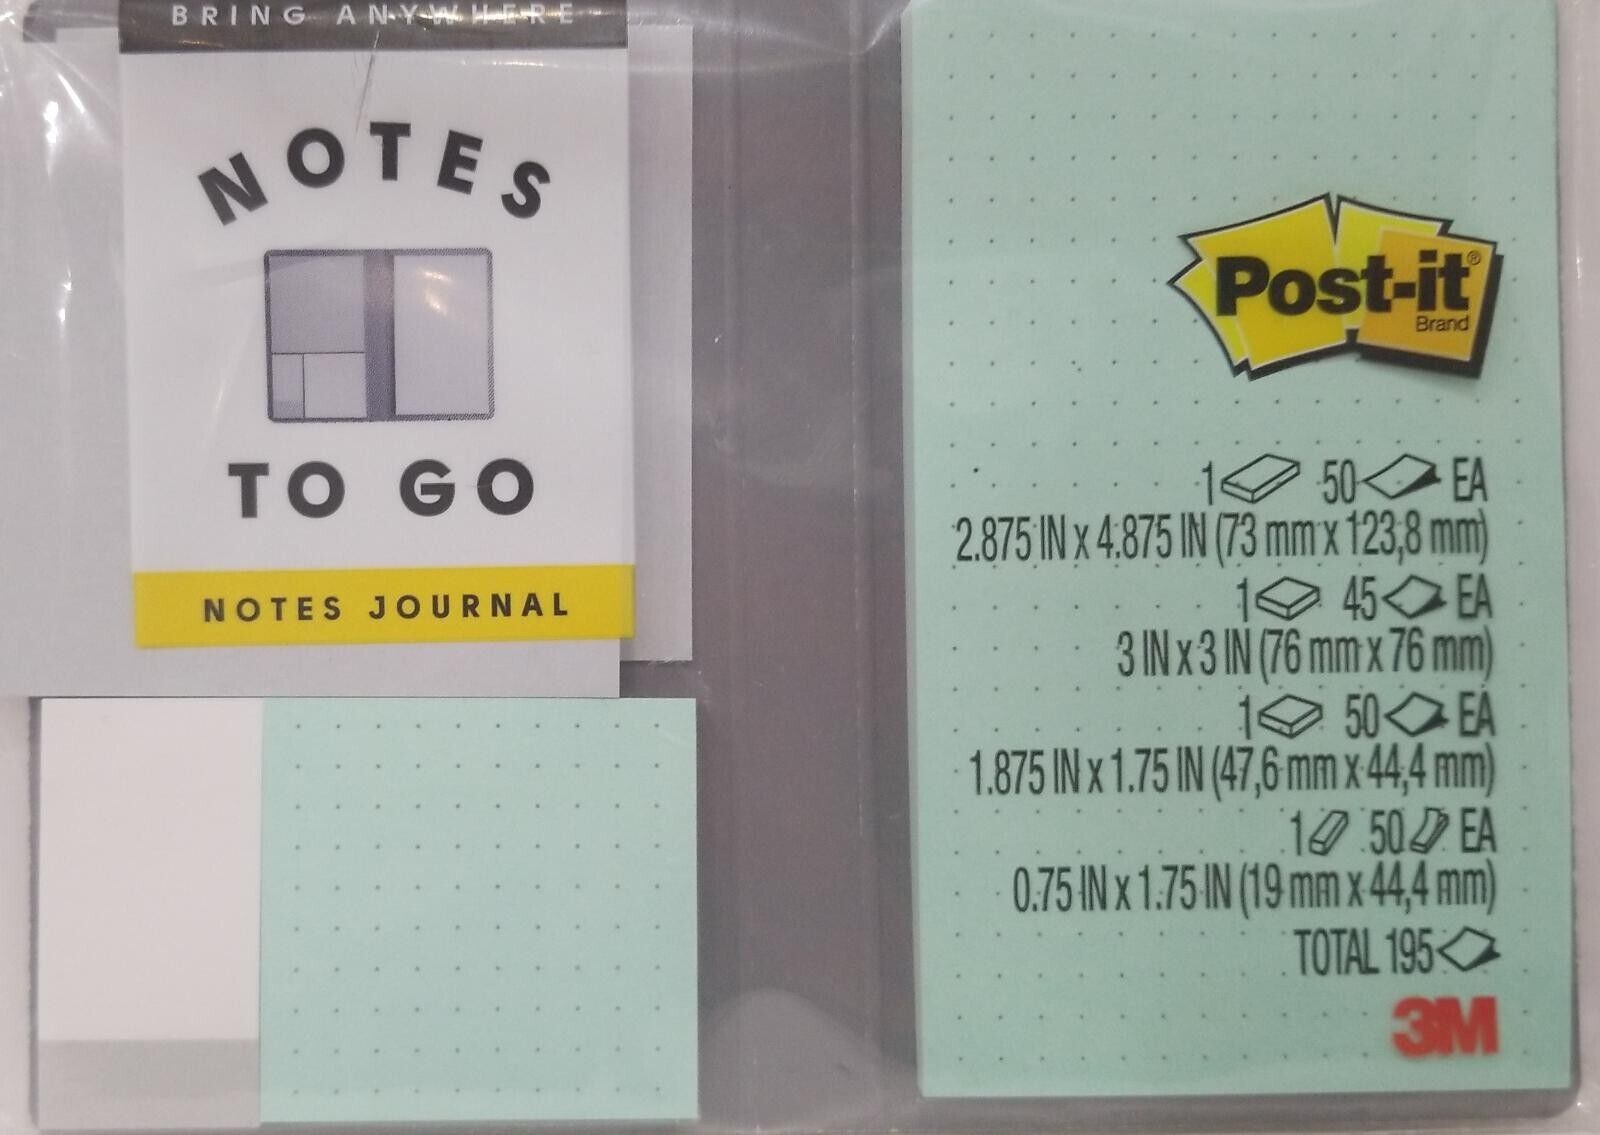 BRING ANYWHERE
NOTES
TO GO
NOTES JOURNAL
Post-it®
Brand
1 50 EA
2.875 IN x 4.875 IN (73 mm x 123,8 mm)
1 45 EA
3 IN x 3 IN (76 mm x 76 mm)
1 50 EA
1.875 IN x 1.75 IN (47,6 mm x 44,4 mm)
1 50 EA
0.75 IN x 1.75 IN (19 mm x 44,4 mm)
TOTAL 195
3M